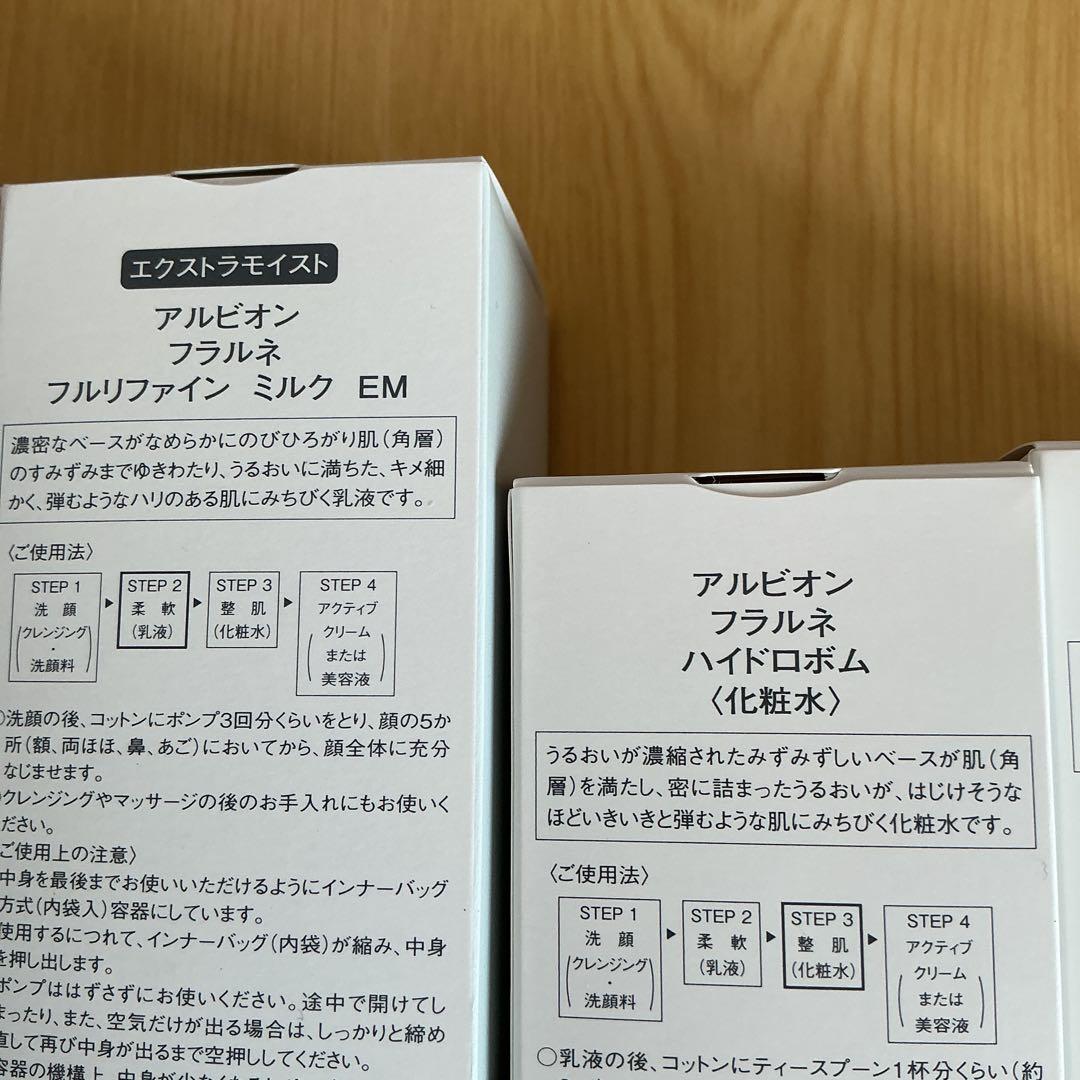 エクストラモイスト
アルビオン
フラルネ
フルリファイン ミルク EM
濃密なベースがなめらかにのびひろがり肌(角層)
のすみずみまでゆきわたり、うるおいに満ちた、キメ細
かく、弾むようなハリのある肌にみちびく乳液です。
〈ご使用法〉
STEP 1
洗 顔
(クレンジング
・
洗顔料)
STEP 2
柔 軟
(乳液)
STEP 3
整 肌
(化粧水)
STEP 4
アクティブ
(クリーム
または
美容液)
○洗顔の後、コットンにポンプ3回分くらいをとり、顔の5か
所(額、両ほほ、鼻、あご)においてから、顔全体に充分
なじませます。
クレンジングやマッサージの後のお手入れにもお使いく
ださい。
ご使用上の注意〉
中身を最後までお使いいただけるようにインナーバッグ
方式(内袋入)容器にしています。
使用するにつれて、インナーバッグ(内袋)が縮み、中身
を押し出します。
ポンプははずさずにお使いください。途中で開けてし
まったり、また、空気だけが出る場合は、しっかりと締め
直して再び中身が出るまで空押ししてください。
容器の機構上、中身が少なくなると
アルビオン
フラルネ
ハイドロボム
〈化粧水〉
うるおいが濃縮されたみずみずしいベースが肌(角
層)を満たし、密に詰まったうるおいが、はじけそうな
ほどいきいきと弾むような肌にみちびく化粧水です。
〈ご使用法〉
STEP 1
洗 顔
(クレンジング
・
洗顔料)
STEP 2
柔 軟
(乳液)
STEP 3
整 肌
(化粧水)
STEP 4
アクティブ
(クリーム
または
美容液)
○乳液の後、コットンにティースプーン1杯分くらい(約